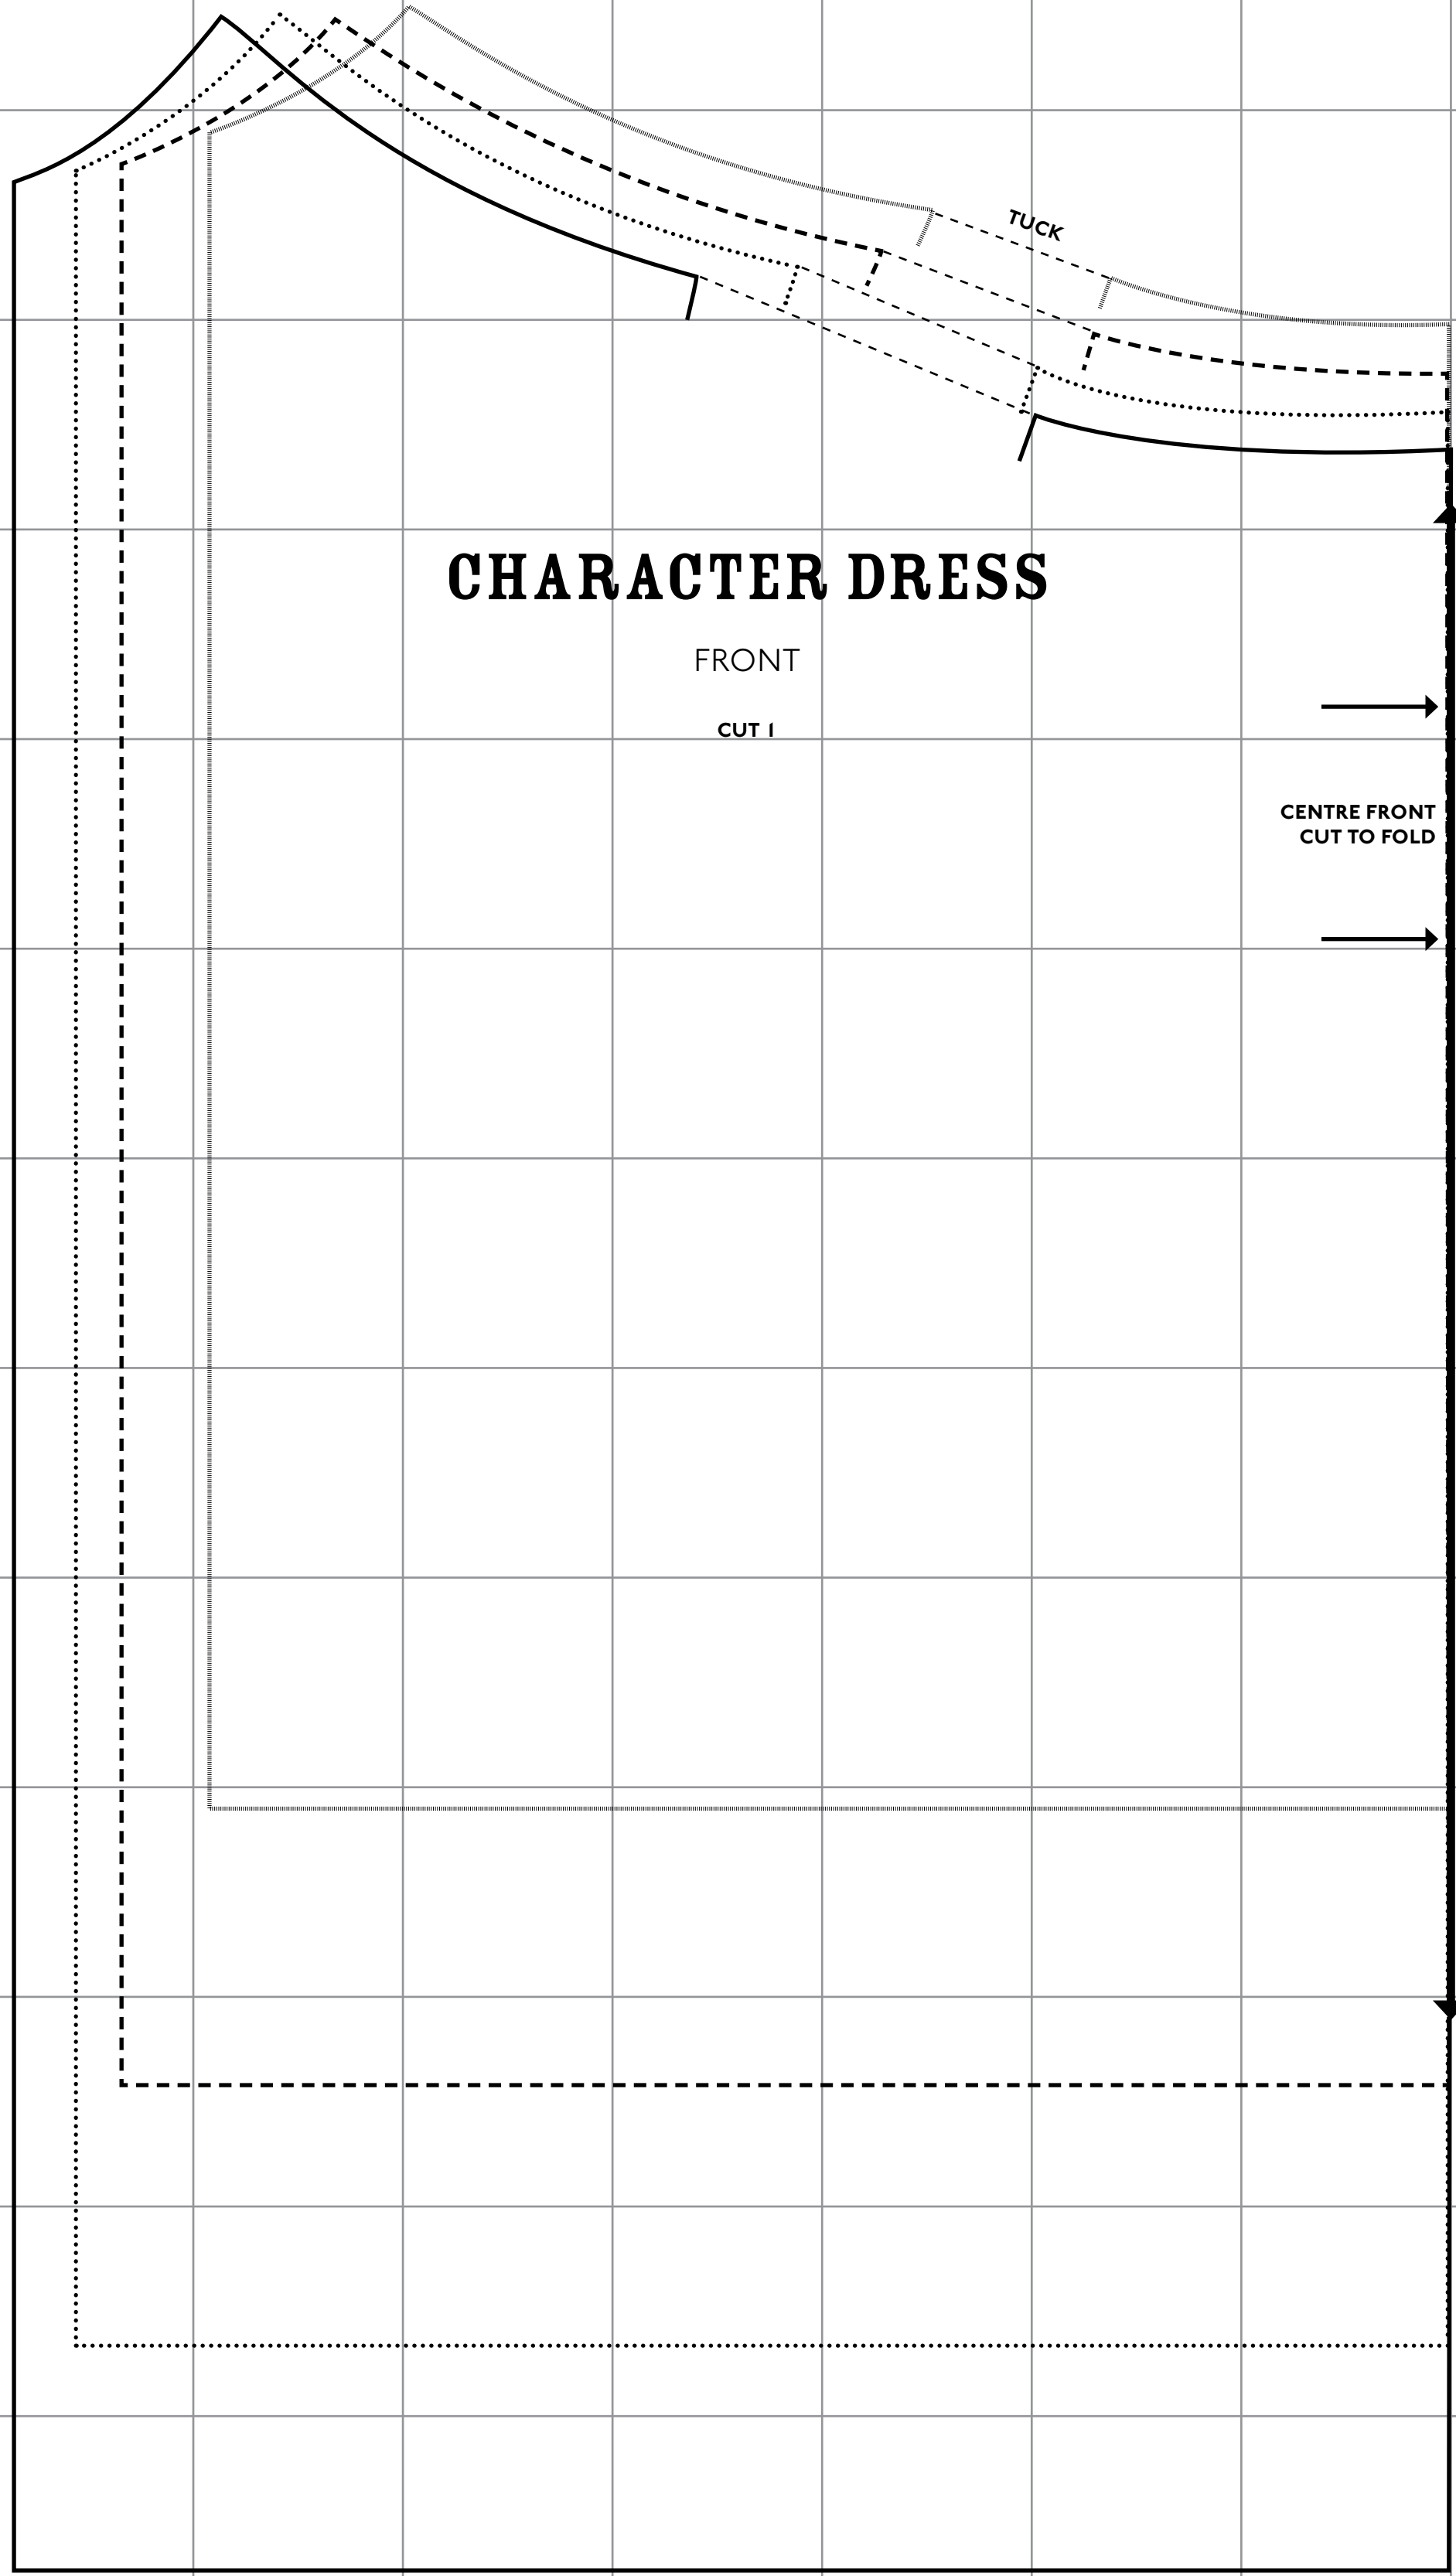 TUCK
CHARACTER DRESS
FRONT
CUT 1
CENTRE FRONT
CUT TO FOLD